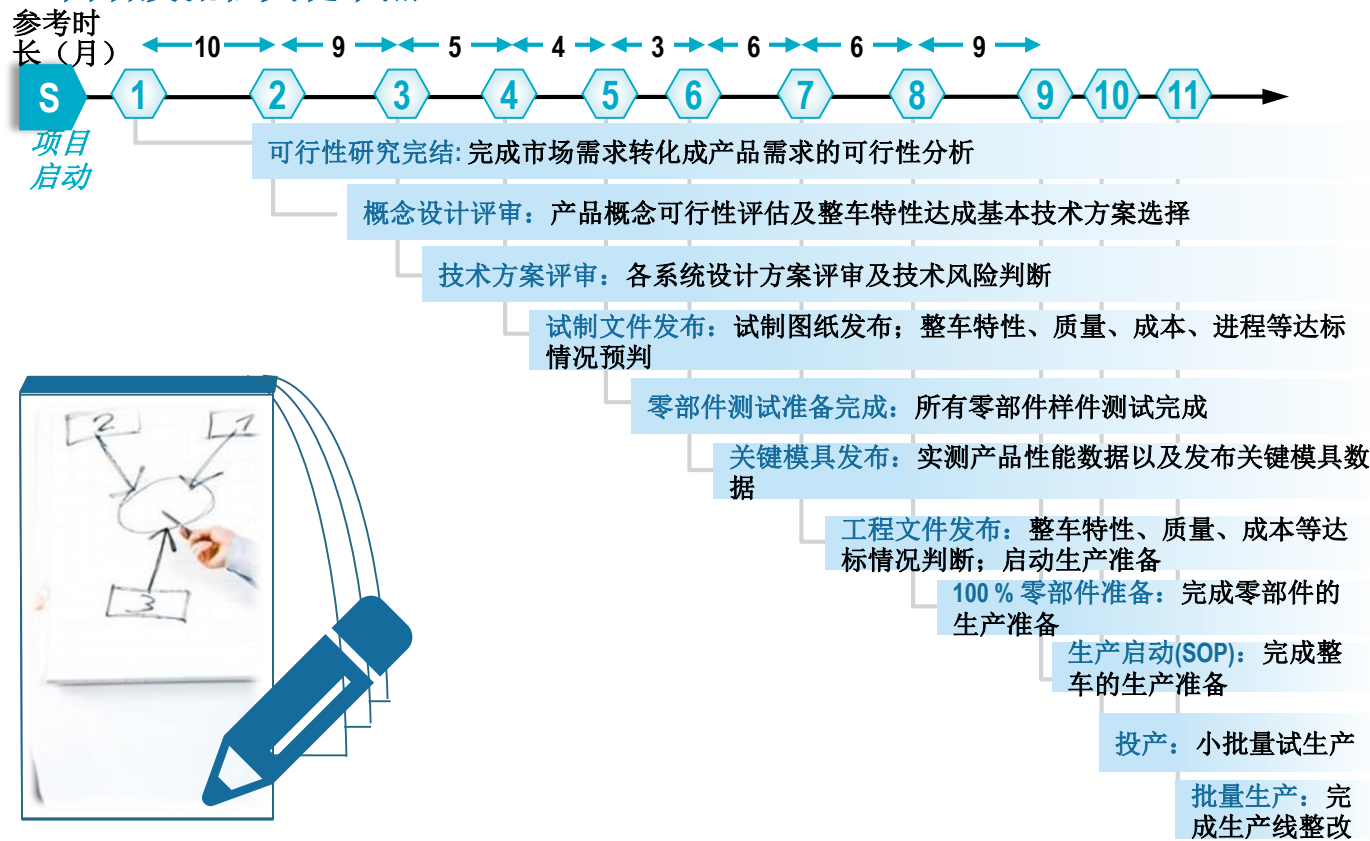 参考时
长（月）
10 9 5 4 3 6 6 9
S 1 2 3 4 5 6 7 8 9 10 11
项目
启动
可行性研究完结: 完成市场需求转化成产品需求的可行性分析
概念设计评审：产品概念可行性评估及整车特性达成基本技术方案选择
技术方案评审：各系统设计方案评审及技术风险判断
试制文件发布：试制图纸发布；整车特性、质量、成本、进程等达标
情况预判
零部件测试准备完成：所有零部件样件测试完成
关键模具发布：实测产品性能数据以及发布关键模具数
据
工程文件发布：整车特性、质量、成本等达
标情况判断；启动生产准备
100 % 零部件准备：完成零部件的
生产准备
生产启动(SOP)：完成整
车的生产准备
投产：小批量试生产
批量生产：完
成生产线整改
2 1
3